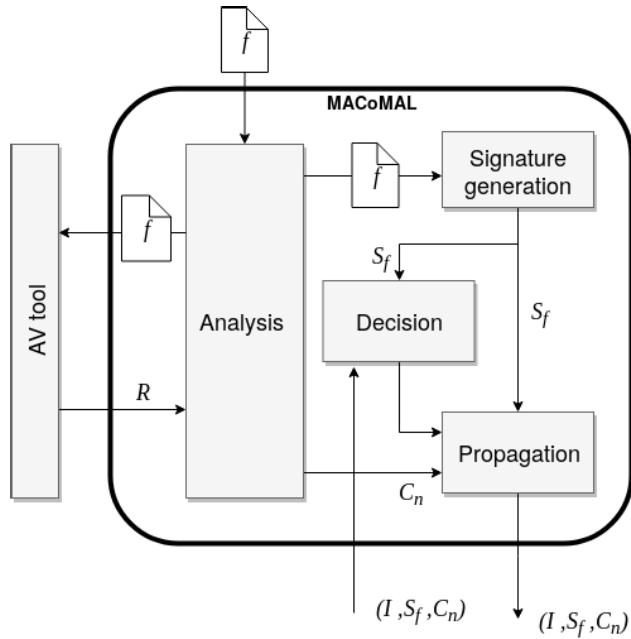 f
MACoMAL
f
Signature
generation
f
S_f
S_f
AV tool
Analysis
Decision
R
Propagation
C_n
(I ,S_f ,C_n)
(I ,S_f ,C_n)